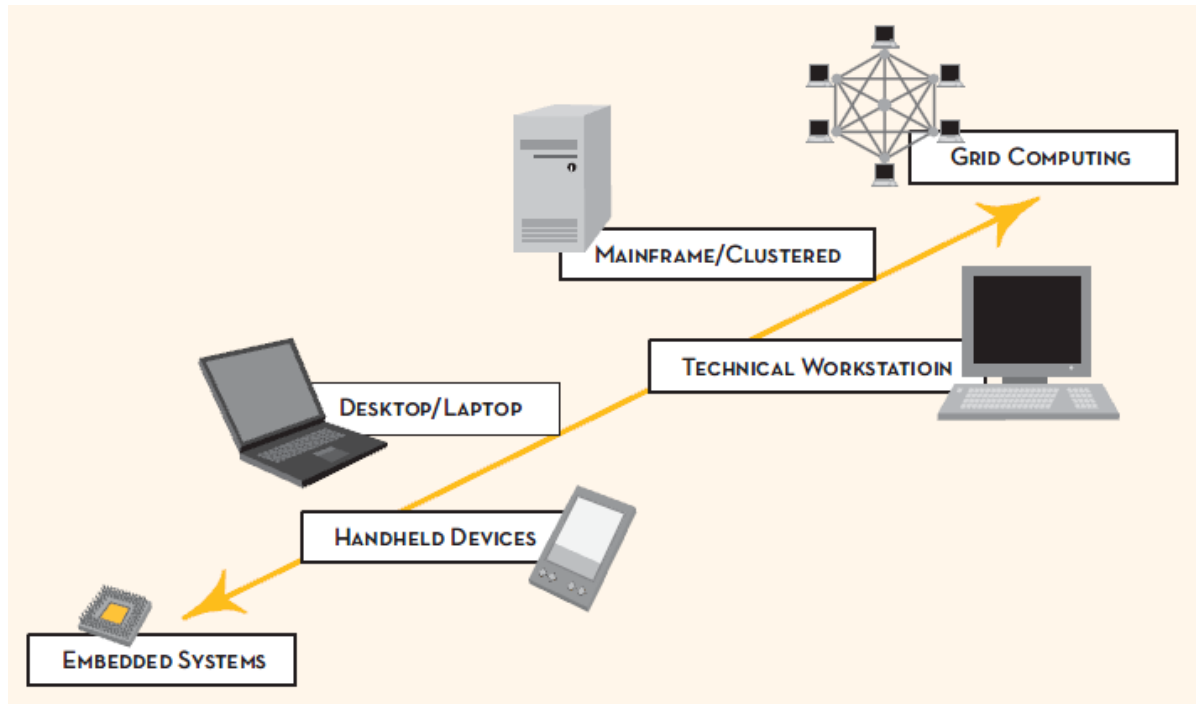 GRID COMPUTING
MAINFRAME/CLUSTERED
TECHNICAL WORKSTATIOIN
DESKTOP/LAPTOP
HANDHELD DEVICES
EMBEDDED SYSTEMS